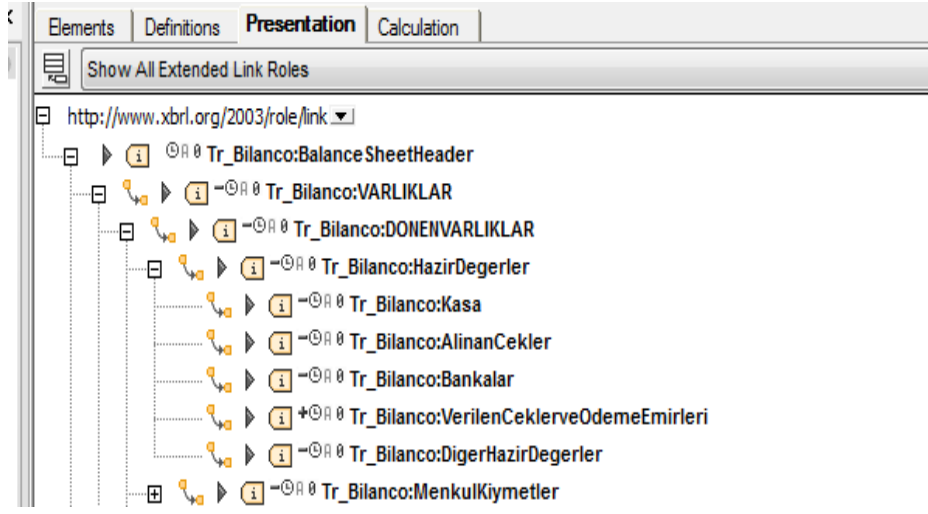 Elements Definitions Presentation Calculation
Show All Extended Link Roles
http://www.xbrl.org/2003/role/link
Tr_Bilanco:BalanceSheetHeader
Tr_Bilanco:VARLIKLAR
Tr_Bilanco:DONENVARLIKLAR
Tr_Bilanco:HazirDegerler
Tr_Bilanco:Kasa
Tr_Bilanco:AlinanCekler
Tr_Bilanco:Bankalar
Tr_Bilanco:VerilenCeklerveOdemeEmirleri
Tr_Bilanco:DigerHazirDegerler
Tr_Bilanco:MenkulKiymetler